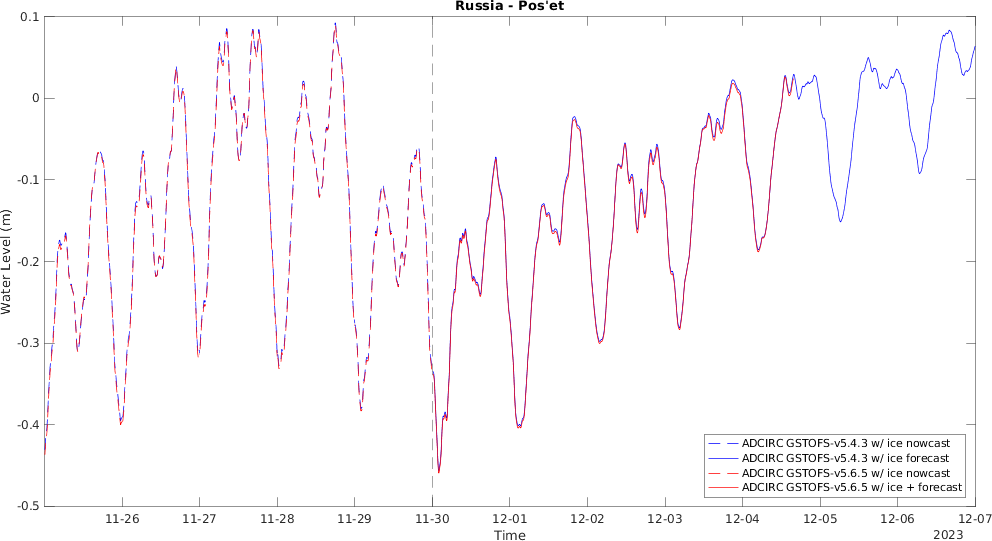 Russia - Pos'et
Water Level (m)
0.1
0
-0.1
-0.2
-0.3
-0.4
-0.5
11-26
11-27
11-28
11-29
11-30
12-01
12-02
12-03
12-04
12-05
12-06
12-07
Time
2023
ADCIRC GSTOFS-v5.4.3 w/ ice nowcast
ADCIRC GSTOFS-v5.4.3 w/ ice forecast
ADCIRC GSTOFS-v5.6.5 w/ ice nowcast
ADCIRC GSTOFS-v5.6.5 w/ ice + forecast